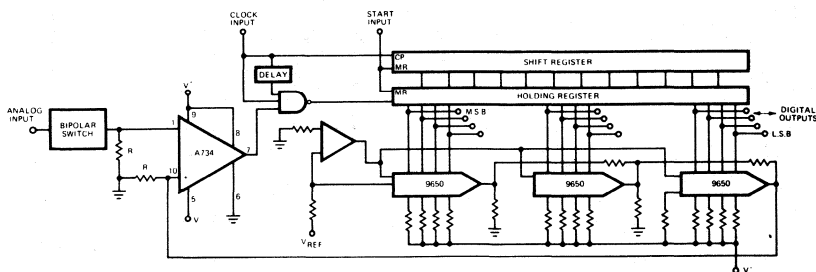 CLOCK
INPUT
START
INPUT
CP
MR
SHIFT REGISTER
DELAY
MR
HOLDING REGISTER
ANALOG
INPUT
BIPOLAR
SWITCH
V+
9
8
1
A734
7
R
R
10
+
5
6
V-
M.S.B
DIGITAL
OUTPUTS
L.S.B
9650
9650
9650
VREF
V-